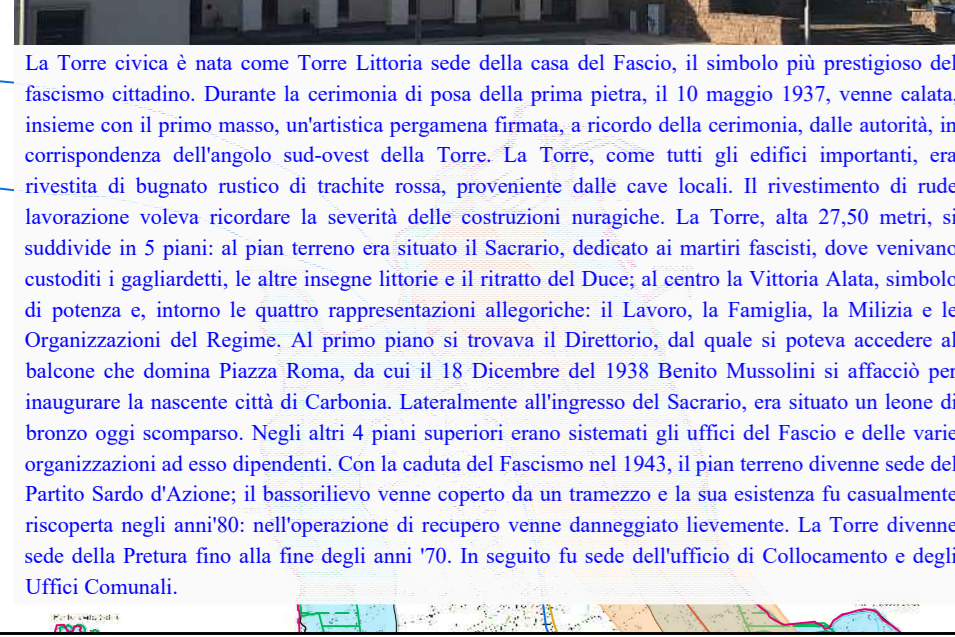 La Torre civica è nata come Torre Littoria sede della casa del Fascio, il simbolo più prestigioso del
fascismo cittadino. Durante la cerimonia di posa della prima pietra, il 10 maggio 1937, venne calata,
insieme con il primo masso, un'artistica pergamena firmata, a ricordo della cerimonia, dalle autorità, in
corrispondenza dell'angolo sud-ovest della Torre. La Torre, come tutti gli edifici importanti, era
rivestita di bugnato rustico di trachite rossa, proveniente dalle cave locali. Il rivestimento di rude
lavorazione voleva ricordare la severità delle costruzioni nuragiche. La Torre, alta 27,50 metri, si
suddivide in 5 piani: al pian terreno era situato il Sacrario, dedicato ai martiri fascisti, dove venivano
custoditi i gagliardetti, le altre insegne littorie e il ritratto del Duce; al centro la Vittoria Alata, simbolo
di potenza e, intorno le quattro rappresentazioni allegoriche: il Lavoro, la Famiglia, la Milizia e le
Organizzazioni del Regime. Al primo piano si trovava il Direttorio, dal quale si poteva accedere al
balcone che domina Piazza Roma, da cui il 18 Dicembre del 1938 Benito Mussolini si affacciò per
inaugurare la nascente città di Carbonia. Lateralmente all'ingresso del Sacrario, era situato un leone di
bronzo oggi scomparso. Negli altri 4 piani superiori erano sistemati gli uffici del Fascio e delle varie
organizzazioni ad esso dipendenti. Con la caduta del Fascismo nel 1943, il pian terreno divenne sede del
Partito Sardo d'Azione; il bassorilievo venne coperto da un tramezzo e la sua esistenza fu casualmente
riscoperta negli anni'80: nell'operazione di recupero venne danneggiato lievemente. La Torre divenne
sede della Pretura fino alla fine degli anni '70. In seguito fu sede dell'ufficio di Collocamento e degli
Uffici Comunali.